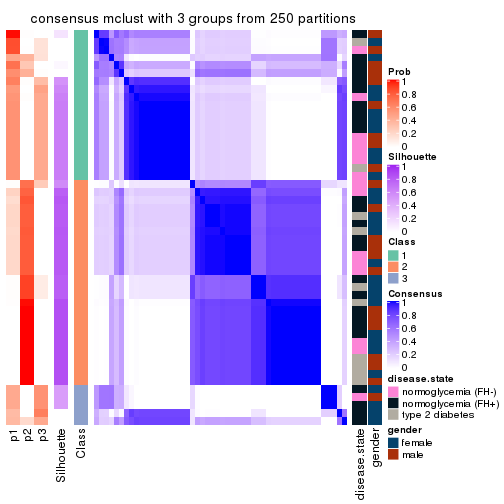 consensus mclust with 3 groups from 250 partitions
Prob
1
0.8
0.6
0.4
0.2
0
Silhouette
1
0.8
0.6
0.4
0.2
0
Class
1
2
3
Consensus
1
0.8
0.6
0.4
0.2
0
disease.state
normoglycemia (FH-)
normoglycemia (FH+)
type 2 diabetes
gender
female
male
p1
p2
p3
Silhouette
Class
disease.state
gender